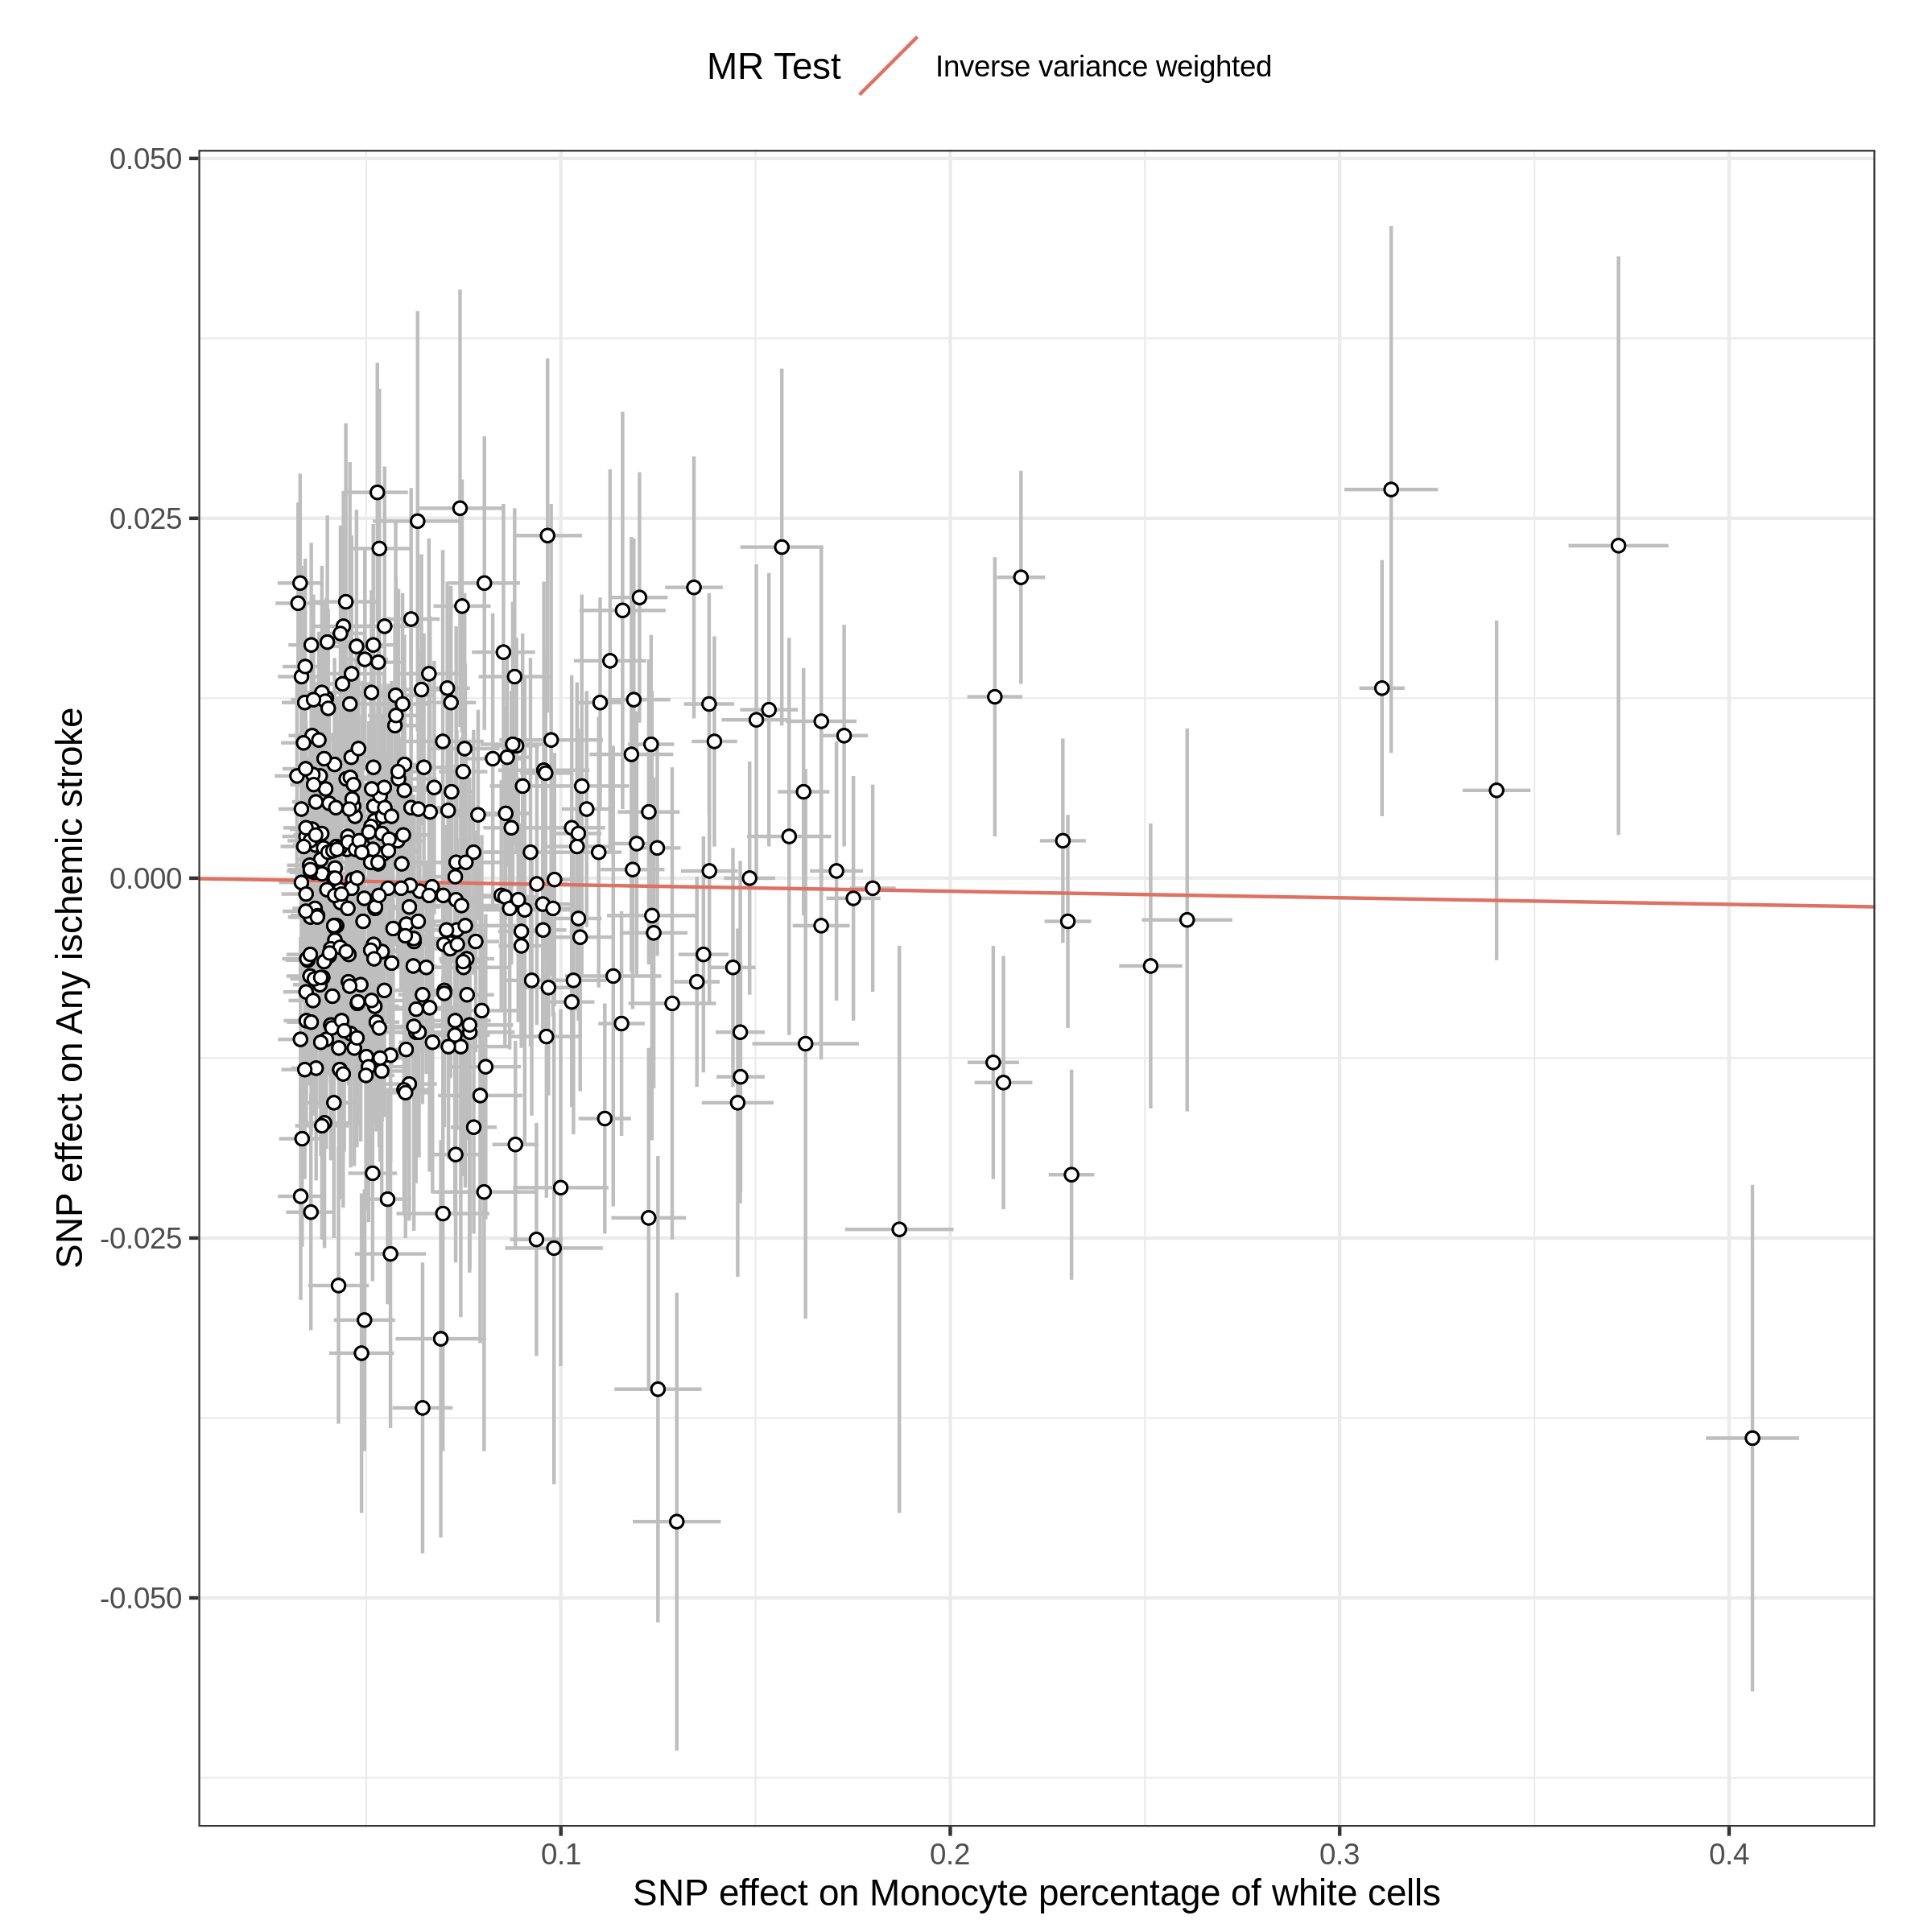 MR Test
Inverse variance weighted
SNP effect on Any ischemic stroke
0.050
0.025
0.000
-0.025
-0.050
0.1
0.2
0.3
0.4
SNP effect on Monocyte percentage of white cells